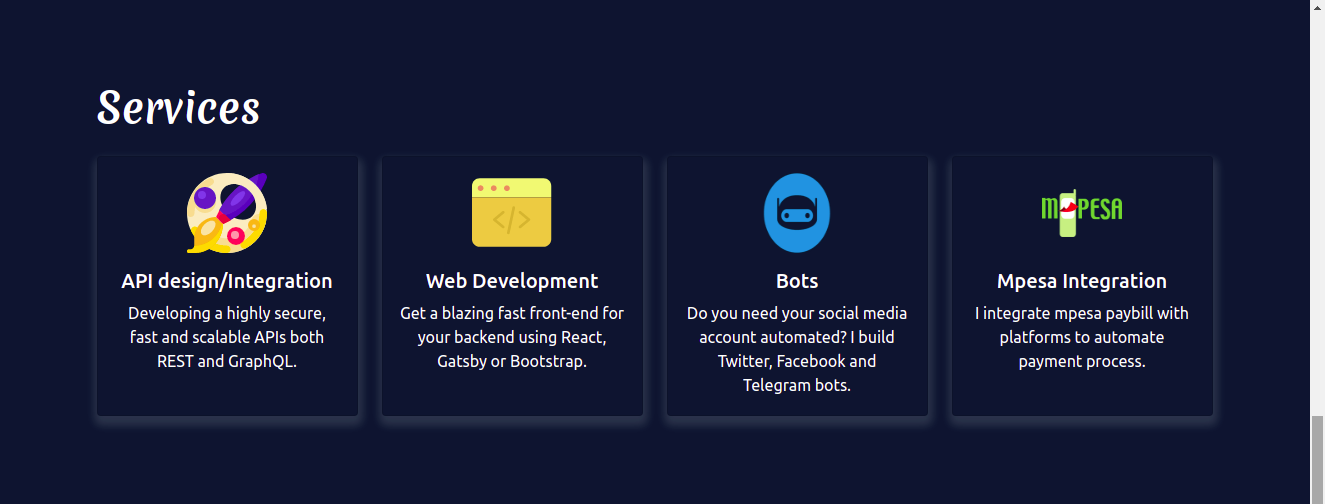 Services
</>
M PESA
API design/Integration
Developing a highly secure,
fast and scalable APIs both
REST and GraphQL.
Web Development
Get a blazing fast front-end for
your backend using React,
Gatsby or Bootstrap.
Bots
Do you need your social media
account automated? I build
Twitter, Facebook and
Telegram bots.
Mpesa Integration
I integrate mpesa paybill with
platforms to automate
payment process.